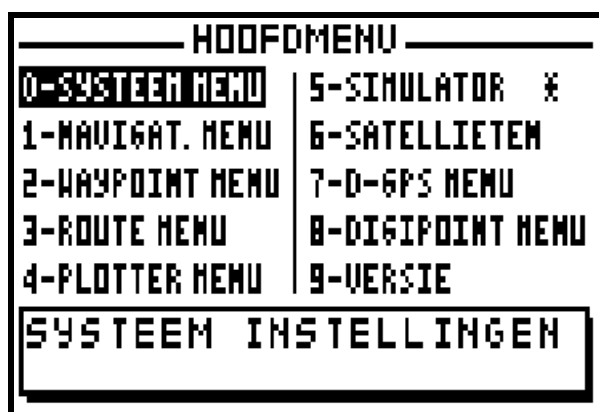 HOOFDMENU
0-SYSTEEM MENU
1-NAVIGAT. MENU
2-WAYPOINT MENU
3-ROUTE MENU
4-PLOTTER MENU
5-SIMULATOR *
6-SATELLIETEN
7-D-GPS MENU
8-DIGIPOINT MENU
9-VERSIE
SYSTEEM INSTELLINGEN